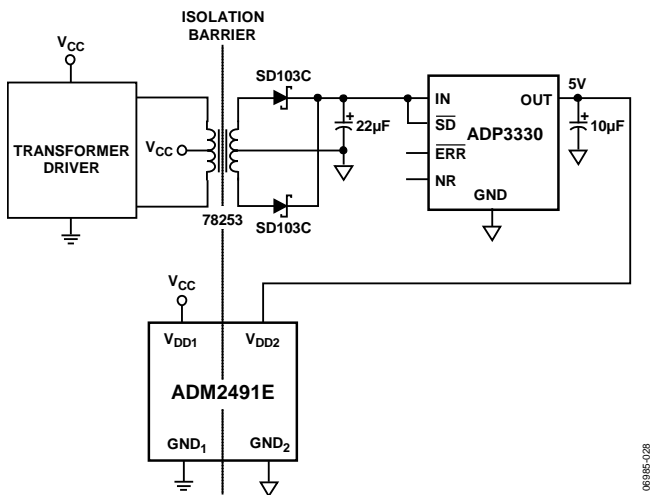 ISOLATION
BARRIER
VCC
SD103C
TRANSFORMER
DRIVER
VCC
78253
SD103C
22µF
IN
OUT
SD
ADP3330
ERR
NR
GND
5V
10µF
VCC
VDD1
VDD2
ADM2491E
GND1
GND2
06985-028